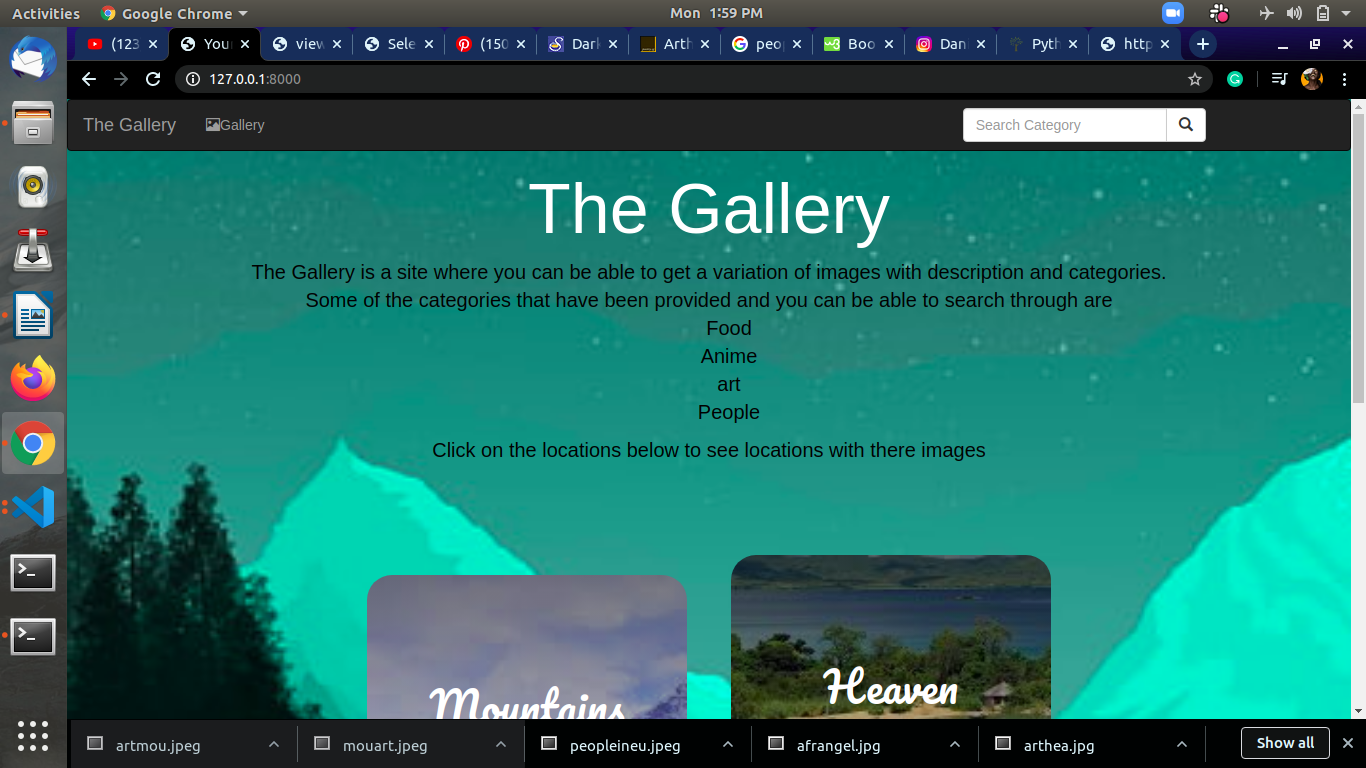 Activities Google Chrome Mon 1:59 PM
(123 You view Sele (150 Dark Arth peop Boo Danl Pyth http
127.0.0.1:8000
The Gallery Gallery Search Category
The Gallery
The Gallery is a site where you can be able to get a variation of images with description and categories.
Some of the categories that have been provided and you can be able to search through are
Food
Anime
art
People
Click on the locations below to see locations with there images
Mountains
Heaven
artmou.jpeg mouart.jpeg peopleineu.jpeg afrangel.jpg arthea.jpg Show all